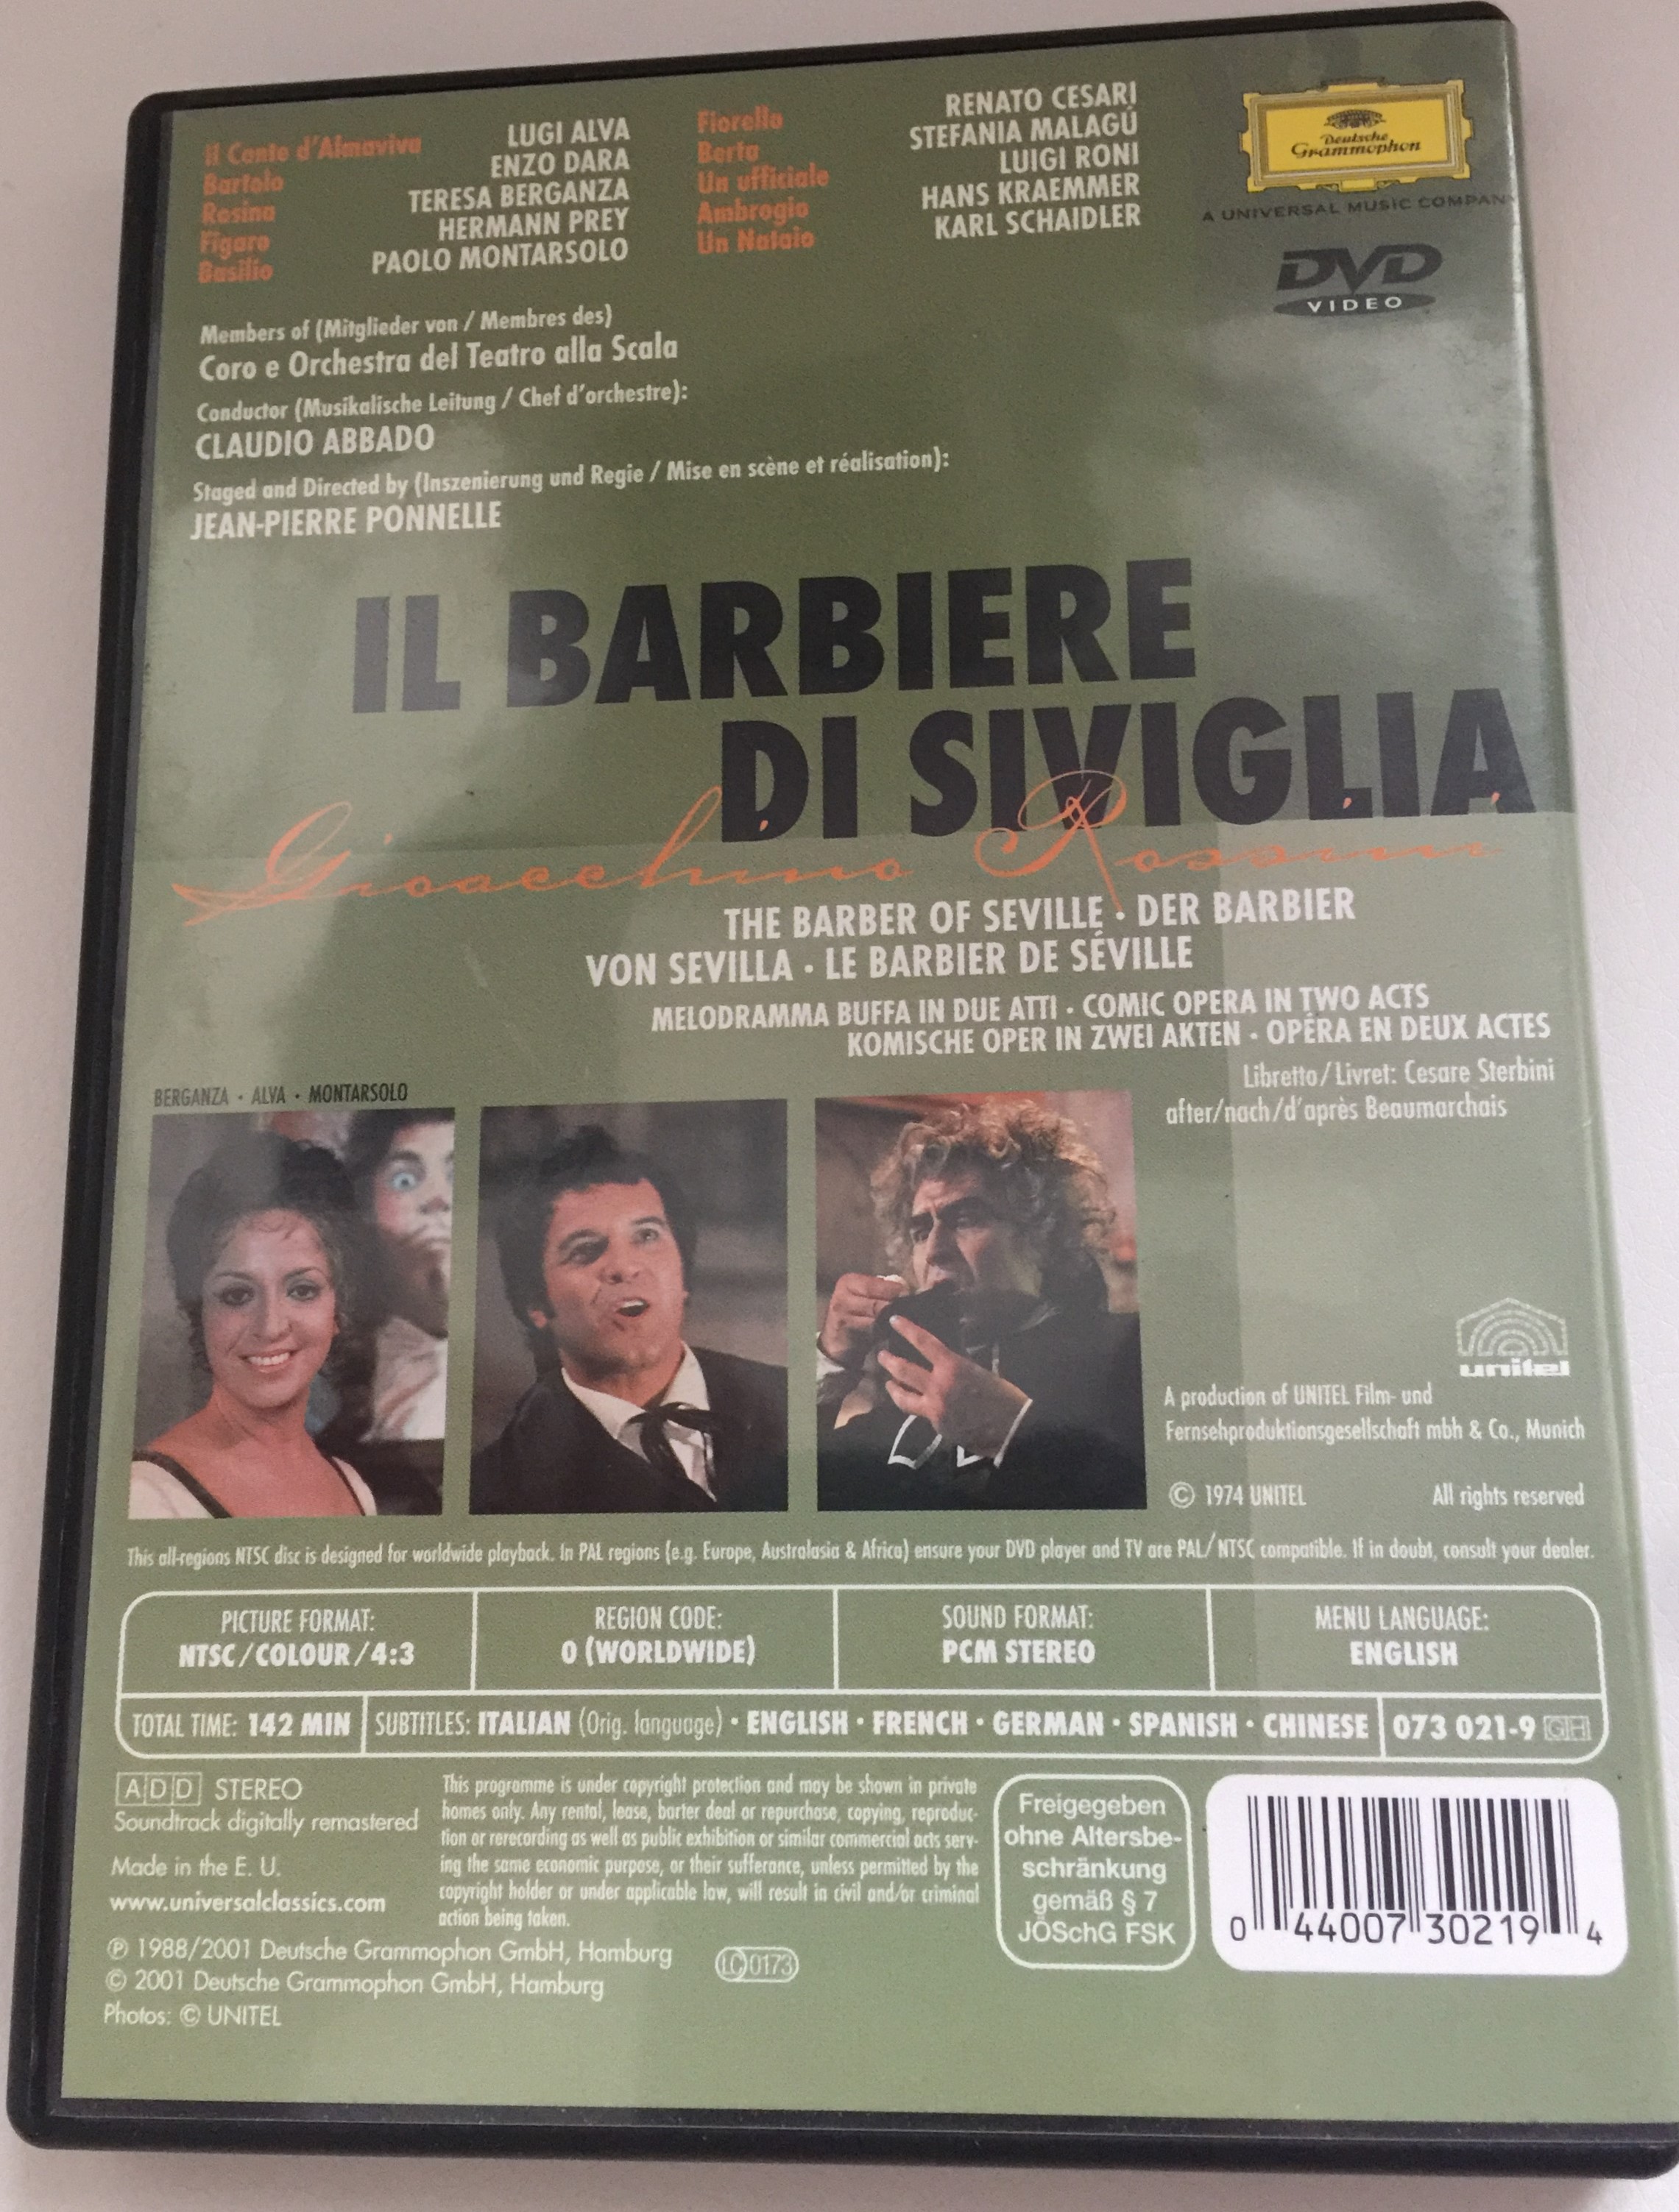 Il Conte d'Almaviva LUGI ALVA
Bartolo ENZO DARA
Rosina TERESA BERGANZA
Figaro HERMANN PREY
Basilio PAOLO MONTARSOLO
Fiorello RENATO CESARI
Berta STEFANIA MALAGÚ
Un ufficiale LUIGI RONI
Ambrogio HANS KRAEMMER
Un Notaio KARL SCHAIDLER
Deutsche
Grammophon
A UNIVERSAL MUSIC COMPANY
DVD
VIDEO
Members of (Mitglieder von / Membres des)
Coro e Orchestra del Teatro alla Scala
Conductor (Musikalische Leitung / Chef d'orchestre):
CLAUDIO ABBADO
Staged and Directed by (Inszenierung und Regie / Mise en scène et réalisation):
JEAN-PIERRE PONNELLE
IL BARBIERE
DI SIVIGLIA
Gioacchino Rossini
THE BARBER OF SEVILLE · DER BARBIER
VON SEVILLA · LE BARBIER DE SÉVILLE
MELODRAMMA BUFFA IN DUE ATTI · COMIC OPERA IN TWO ACTS
KOMISCHE OPER IN ZWEI AKTEN · OPÉRA EN DEUX ACTES
Libretto/Livret: Cesare Sterbini
after/nach/d'après Beaumarchais
BERGANZA · ALVA · MONTARSOLO
unitel
A production of UNITEL Film- und
Fernsehproduktionsgesellschaft mbh & Co., Munich
© 1974 UNITEL All rights reserved
This all-regions NTSC disc is designed for worldwide playback. In PAL regions (e.g. Europe, Australasia & Africa) ensure your DVD player and TV are PAL/NTSC compatible. If in doubt, consult your dealer.
PICTURE FORMAT:
NTSC/COLOUR/4:3
REGION CODE:
0 (WORLDWIDE)
SOUND FORMAT:
PCM STEREO
MENU LANGUAGE:
ENGLISH
TOTAL TIME: 142 MIN
SUBTITLES: ITALIAN (Orig. language) · ENGLISH · FRENCH · GERMAN · SPANISH · CHINESE
073 021-9 GH
ADD STEREO
Soundtrack digitally remastered
Made in the E. U.
www.universalclassics.com
This programme is under copyright protection and may be shown in private
homes only. Any rental, lease, barter deal or repurchase, copying, reproduc-
tion or rerecording as well as public exhibition or similar commercial acts serv-
ing the same economic purpose, or their sufferance, unless permitted by the
copyright holder or under applicable law, will result in civil and/or criminal
action being taken.
℗ 1988/2001 Deutsche Grammophon GmbH, Hamburg
© 2001 Deutsche Grammophon GmbH, Hamburg
Photos: © UNITEL
LC 0173
Freigegeben
ohne Altersbe-
schränkung
gemäß § 7
JÖSchG FSK
0 44007 30219 4